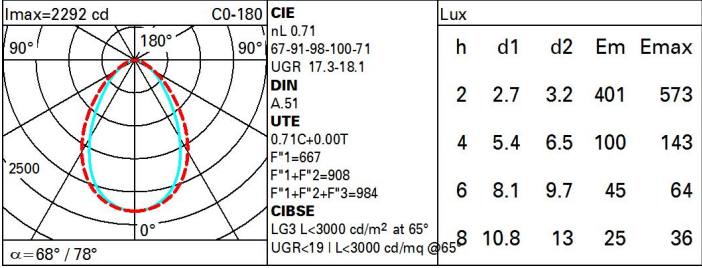 Imax=2292 cd C0-180
90° 180° 90°
2500
0°
α=68° / 78°
CIE
nL 0.71
67-91-98-100-71
UGR 17.3-18.1
DIN
A.51
UTE
0.71C+0.00T
F"1=667
F"1+F"2=908
F"1+F"2+F"3=984
CIBSE
LG3 L<3000 cd/m² at 65°
UGR<19 | L<3000 cd/mq @65°
Lux
h d1 d2 Em Emax
2 2.7 3.2 401 573
4 5.4 6.5 100 143
6 8.1 9.7 45 64
8 10.8 13 25 36